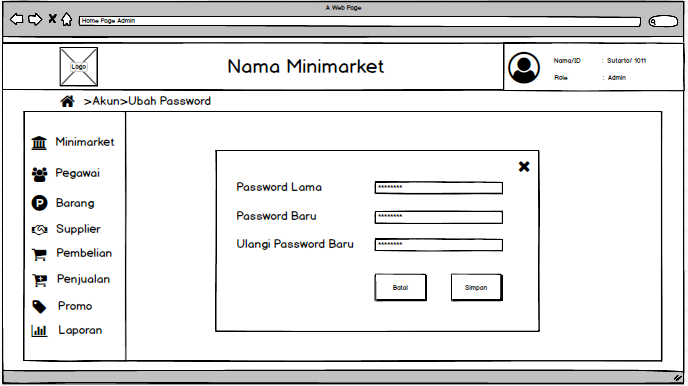 A Web Page
Home Page Admin
Logo
Nama Minimarket
Nama/ID : Sutarto/ 1011
Role : Admin
>Akun>Ubah Password
Minimarket
Pegawai
P Barang
Supplier
Pembelian
Penjualan
Promo
Laporan
Password Lama ********
Password Baru ********
Ulangi Password Baru ********
Batal Simpan